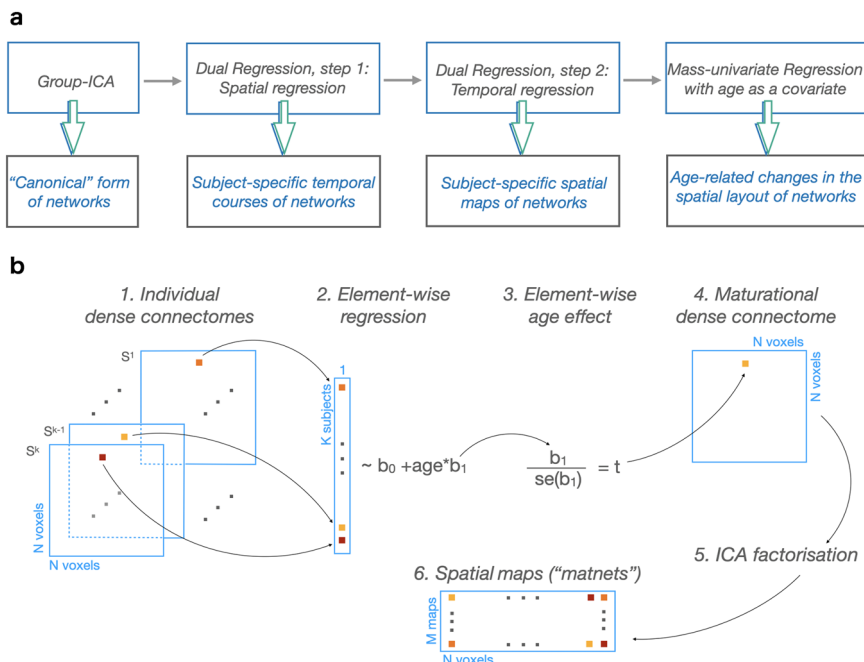 a
Group-ICA
Dual Regression, step 1:
Spatial regression
Dual Regression, step 2:
Temporal regression
Mass-univariate Regression
with age as a covariate
“Canonical” form
of networks
Subject-specific temporal
courses of networks
Subject-specific spatial
maps of networks
Age-related changes in the
spatial layout of networks
b
1. Individual
dense connectomes
2. Element-wise
regression
3. Element-wise
age effect
4. Maturational
dense connectome
S¹
Sᵏ⁻¹
Sᵏ
N voxels
N voxels
1
K subjects
~ b₀ +age*b₁
b₁
se(b₁)
= t
N voxels
N voxels
5. ICA factorisation
6. Spatial maps (“matnets”)
M maps
N voxels